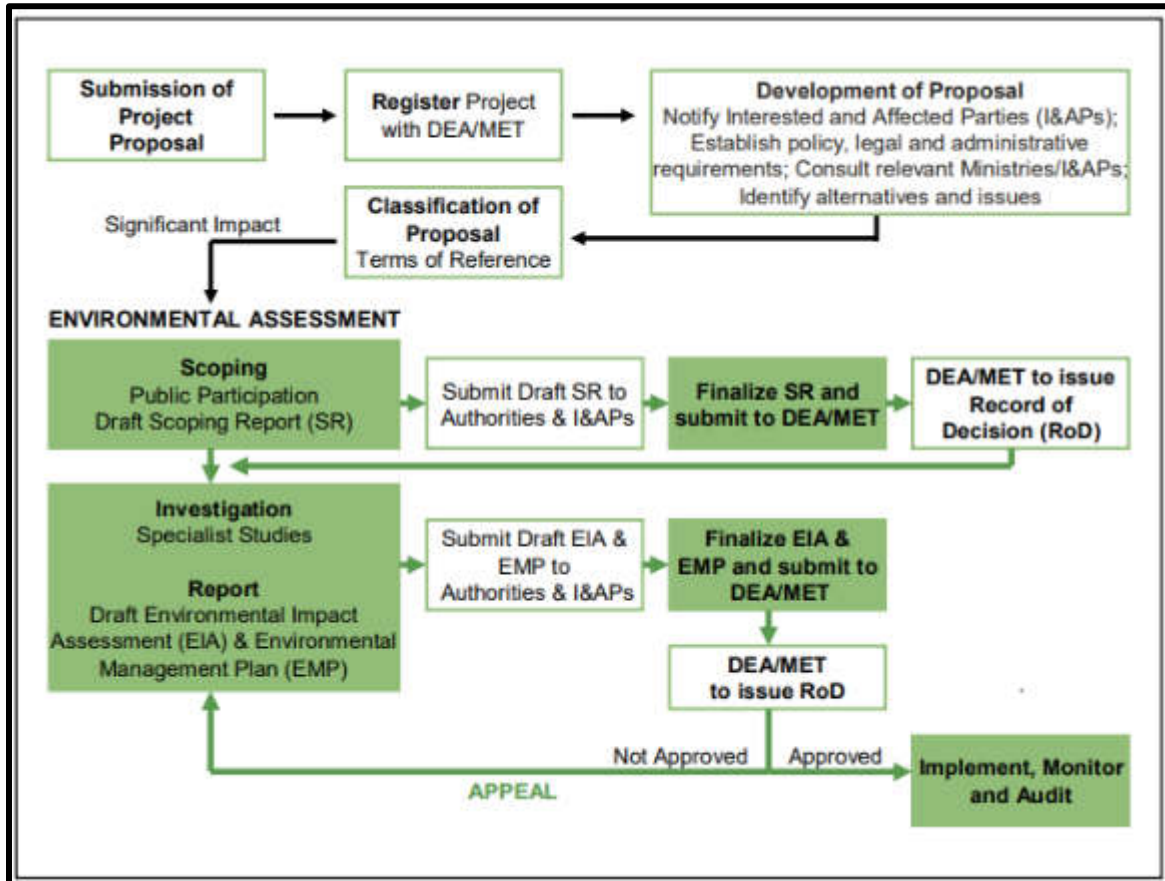 Submission of
Project
Proposal
Register Project
with DEA/MET
Development of Proposal
Notify Interested and Affected Parties (I&APs);
Establish policy, legal and administrative
requirements; Consult relevant Ministries/I&APs;
Identify alternatives and issues
Classification of
Proposal
Terms of Reference
Significant Impact
ENVIRONMENTAL ASSESSMENT
Scoping
Public Participation
Draft Scoping Report (SR)
Submit Draft SR to
Authorities & I&APs
Finalize SR and
submit to DEA/MET
DEA/MET to issue
Record of
Decision (RoD)
Investigation
Specialist Studies
Report
Draft Environmental Impact
Assessment (EIA) & Environmental
Management Plan (EMP)
Submit Draft EIA &
EMP to
Authorities & I&APs
Finalize EIA &
EMP and submit to
DEA/MET
DEA/MET
to issue RoD
Not Approved
Approved
APPEAL
Implement, Monitor
and Audit